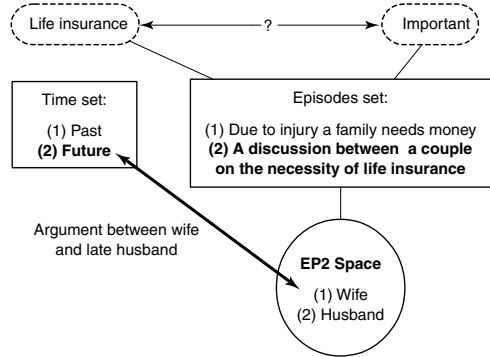 Life insurance
?
Important
Time set:
(1) Past
(2) Future
Episodes set:
(1) Due to injury a family needs money
(2) A discussion between a couple
on the necessity of life insurance
Argument between wife
and late husband
EP2 Space
(1) Wife
(2) Husband